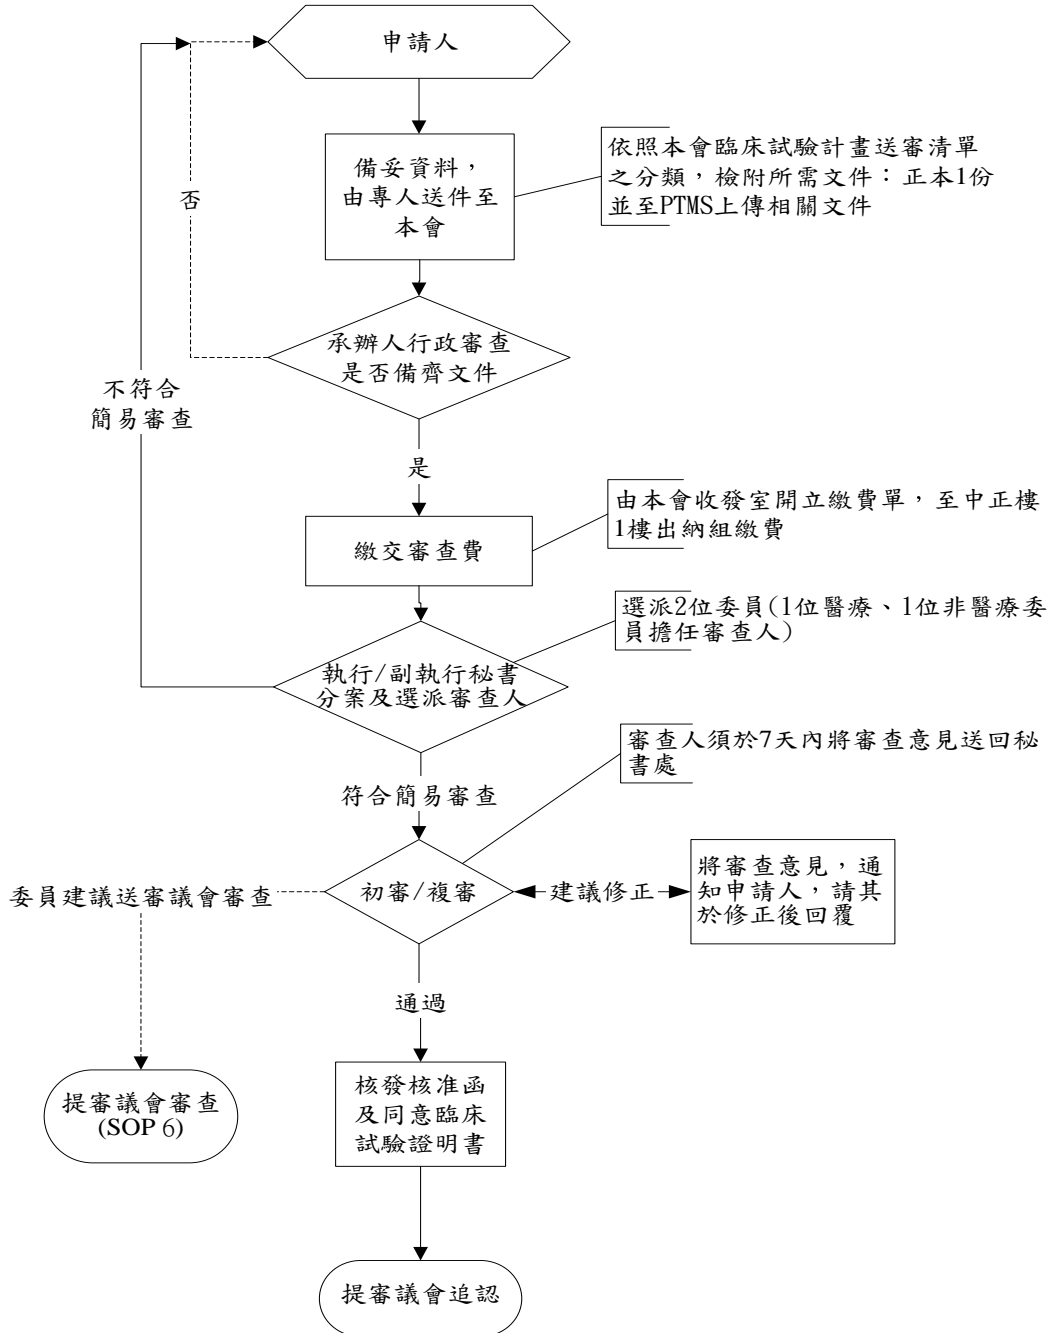 申請人
備妥資料，
由專人送件至
本會
依照本會臨床試驗計畫送審清單
之分類，檢附所需文件：正本1份
並至PTMS上傳相關文件
否
承辦人行政審查
是否備齊文件
不符合
簡易審查
是
繳交審查費
由本會收發室開立繳費單，至中正樓
1樓出納組繳費
選派2位委員(1位醫療、1位非醫療委
員擔任審查人)
執行/副執行秘書
分案及選派審查人
審查人須於7天內將審查意見送回秘
書處
符合簡易審查
委員建議送審議會審查
初審/複審
建議修正
將審查意見，通
知申請人，請其
於修正後回覆
通過
提審議會審查
(SOP 6)
核發核准函
及同意臨床
試驗證明書
提審議會追認